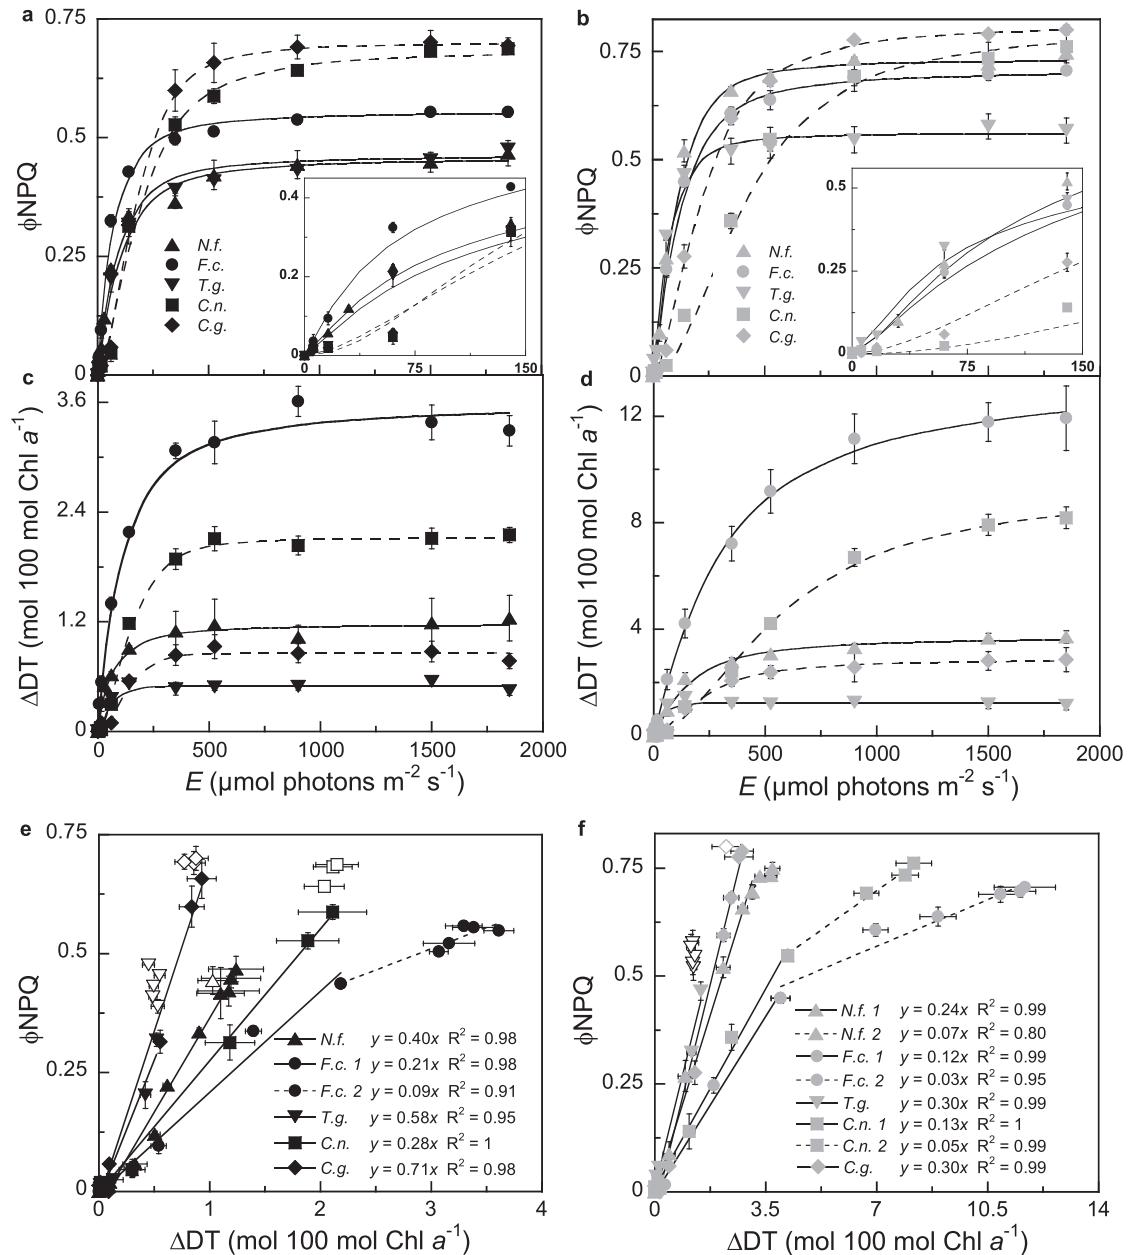 a
0.75
0.5
0.25
0
ϕNPQ
N.f.
F.c.
T.g.
C.n.
C.g.
0.4
0.2
0
0
75
150
b
0.75
0.5
0.25
0
ϕNPQ
N.f.
F.c.
T.g.
C.n.
C.g.
0.5
0.25
0
0
75
150
c
3.6
2.4
1.2
0
ΔDT (mol 100 mol Chl a⁻¹)
0
500
1000
1500
2000
E (µmol photons m⁻² s⁻¹)
d
12
8
4
0
ΔDT (mol 100 mol Chl a⁻¹)
0
500
1000
1500
2000
E (µmol photons m⁻² s⁻¹)
e
0.75
0.5
0.25
0
ϕNPQ
N.f. y = 0.40x R² = 0.98
F.c. 1 y = 0.21x R² = 0.98
F.c. 2 y = 0.09x R² = 0.91
T.g. y = 0.58x R² = 0.95
C.n. y = 0.28x R² = 1
C.g. y = 0.71x R² = 0.98
0
1
2
3
4
ΔDT (mol 100 mol Chl a⁻¹)
f
0.75
0.5
0.25
0
ϕNPQ
N.f. 1 y = 0.24x R² = 0.99
N.f. 2 y = 0.07x R² = 0.80
F.c. 1 y = 0.12x R² = 0.99
F.c. 2 y = 0.03x R² = 0.95
T.g. y = 0.30x R² = 0.99
C.n. 1 y = 0.13x R² = 1
C.n. 2 y = 0.05x R² = 0.99
C.g. y = 0.30x R² = 0.99
0
3.5
7
10.5
14
ΔDT (mol 100 mol Chl a⁻¹)